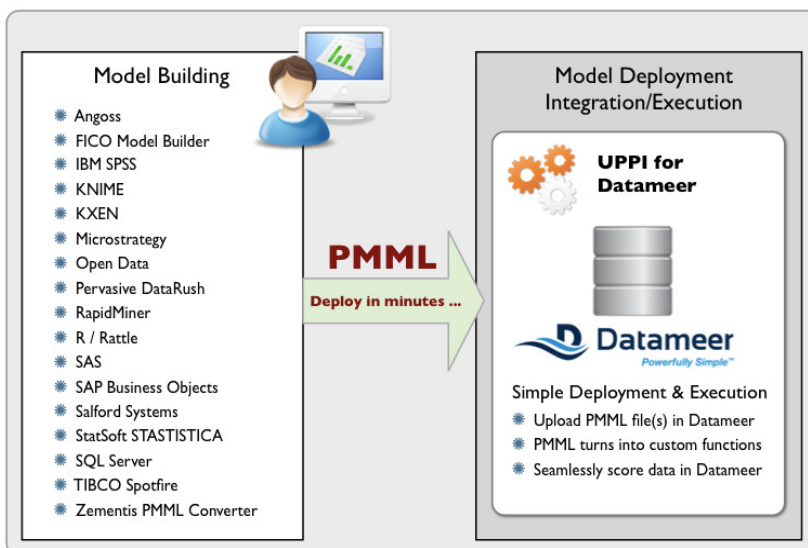 Model Building
Angoss
FICO Model Builder
IBM SPSS
KNIME
KXEN
Microstrategy
Open Data
Pervasive DataRush
RapidMiner
R / Rattle
SAS
SAP Business Objects
Salford Systems
StatSoft STASTISTICA
SQL Server
TIBCO Spotfire
Zementis PMML Converter
PMML
Deploy in minutes ...
Model Deployment
Integration/Execution
UPPI for
Datameer
Datameer
Powerfully Simple™
Simple Deployment & Execution
Upload PMML file(s) in Datameer
PMML turns into custom functions
Seamlessly score data in Datameer